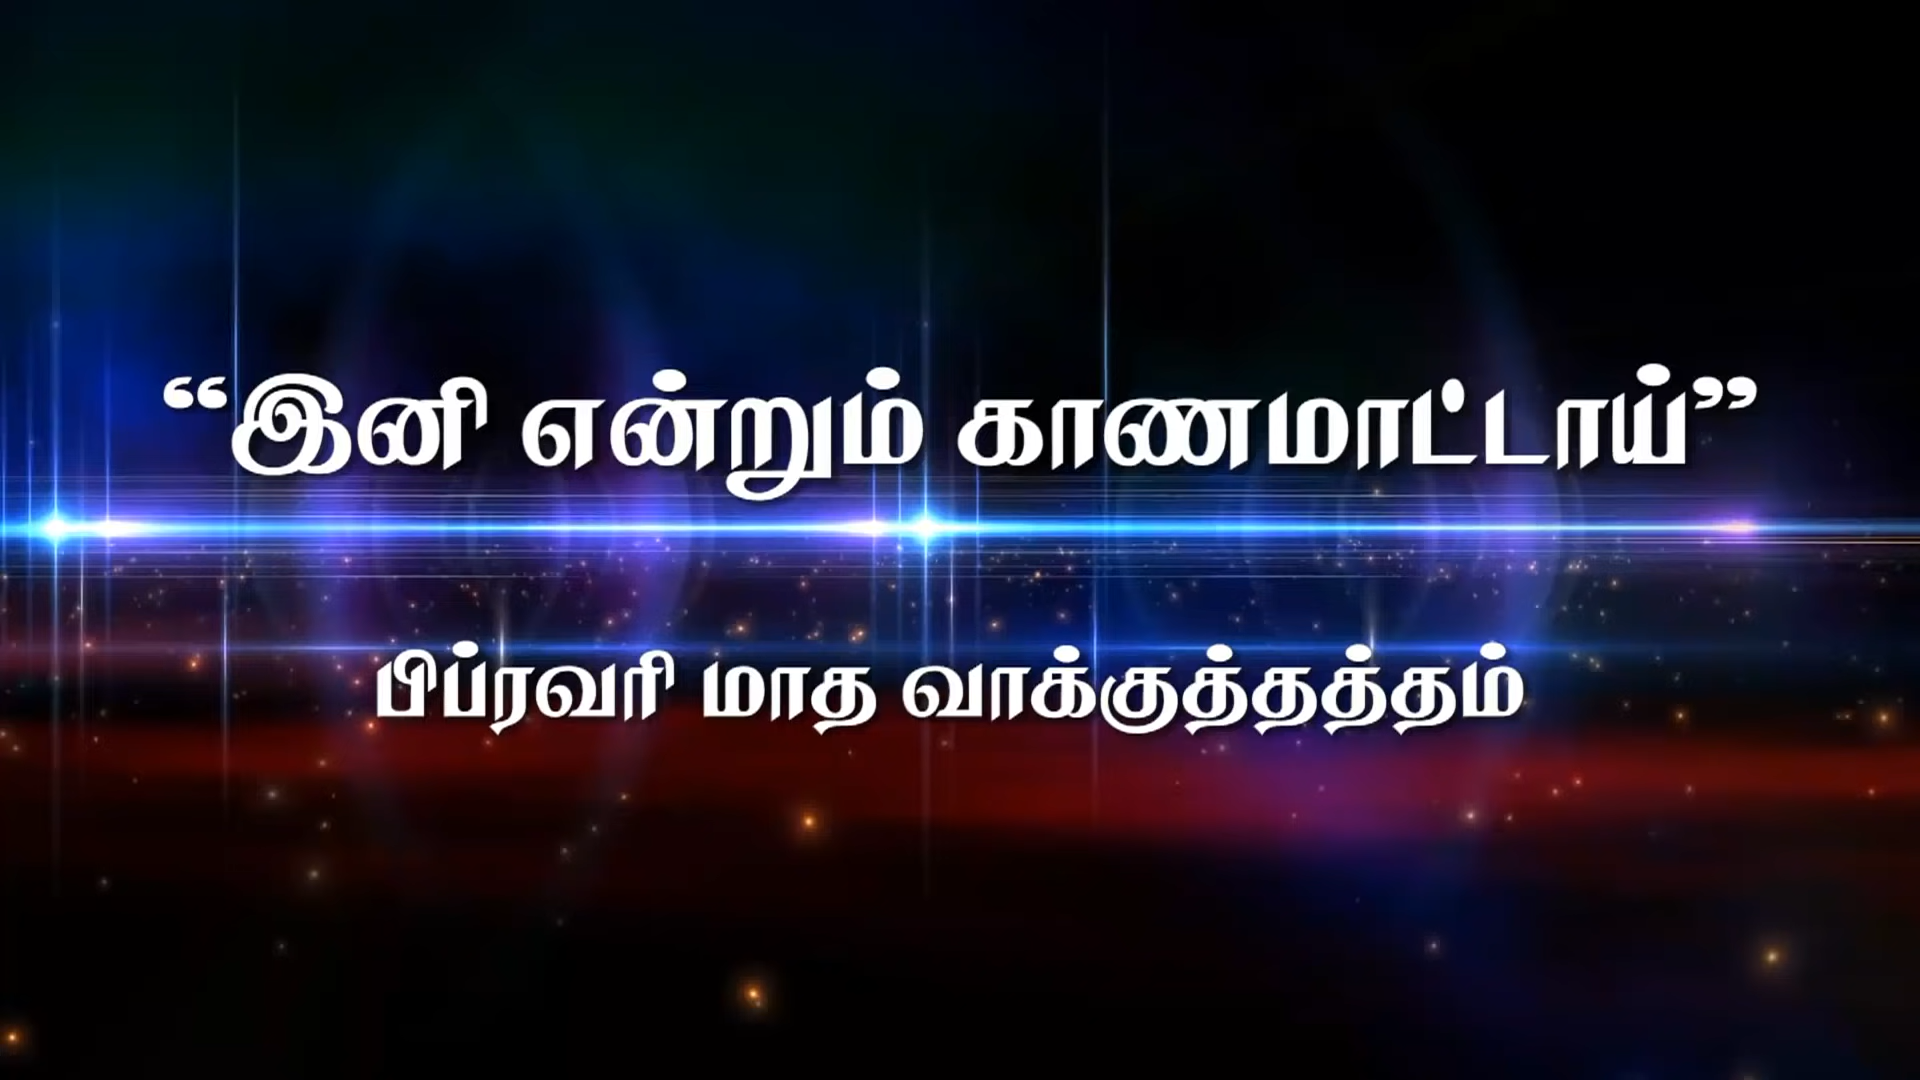 “இனி என்றும் காணமாட்டாய்”
பிப்ரவரி மாத வாக்குத்தத்தம்